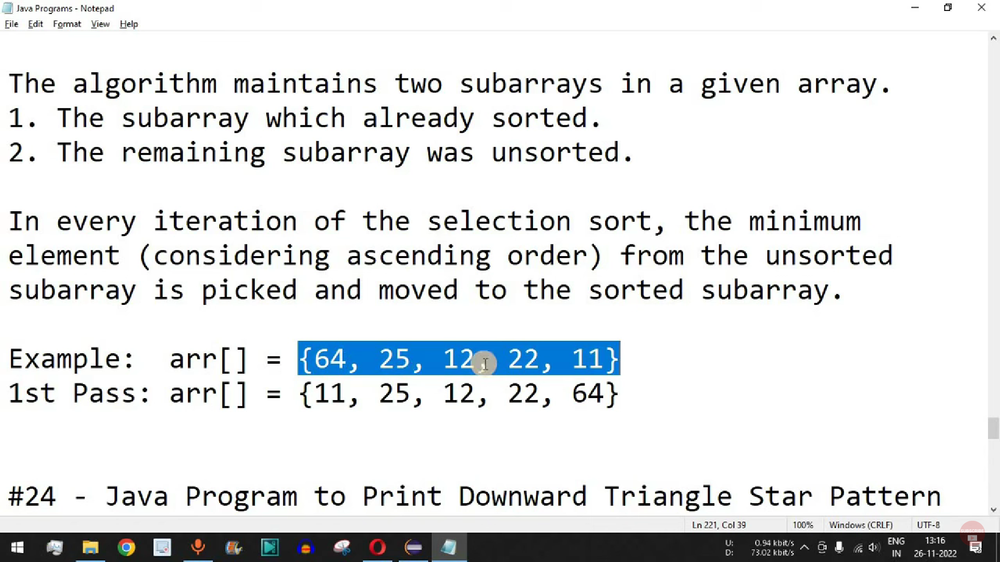 Java Programs - Notepad
File Edit Format View Help
The algorithm maintains two subarrays in a given array.
1. The subarray which already sorted.
2. The remaining subarray was unsorted.
In every iteration of the selection sort, the minimum
element (considering ascending order) from the unsorted
subarray is picked and moved to the sorted subarray.
Example: arr[] = {64, 25, 12, 22, 11}
1st Pass: arr[] = {11, 25, 12, 22, 64}
#24 - Java Program to Print Downward Triangle Star Pattern
Ln 221, Col 39 100% Windows (CRLF) UTF-8
SUBSCRIBE
U: 0.94 kbit/s ENG 13:16
D: 73.02 kbit/s IN 26-11-2022